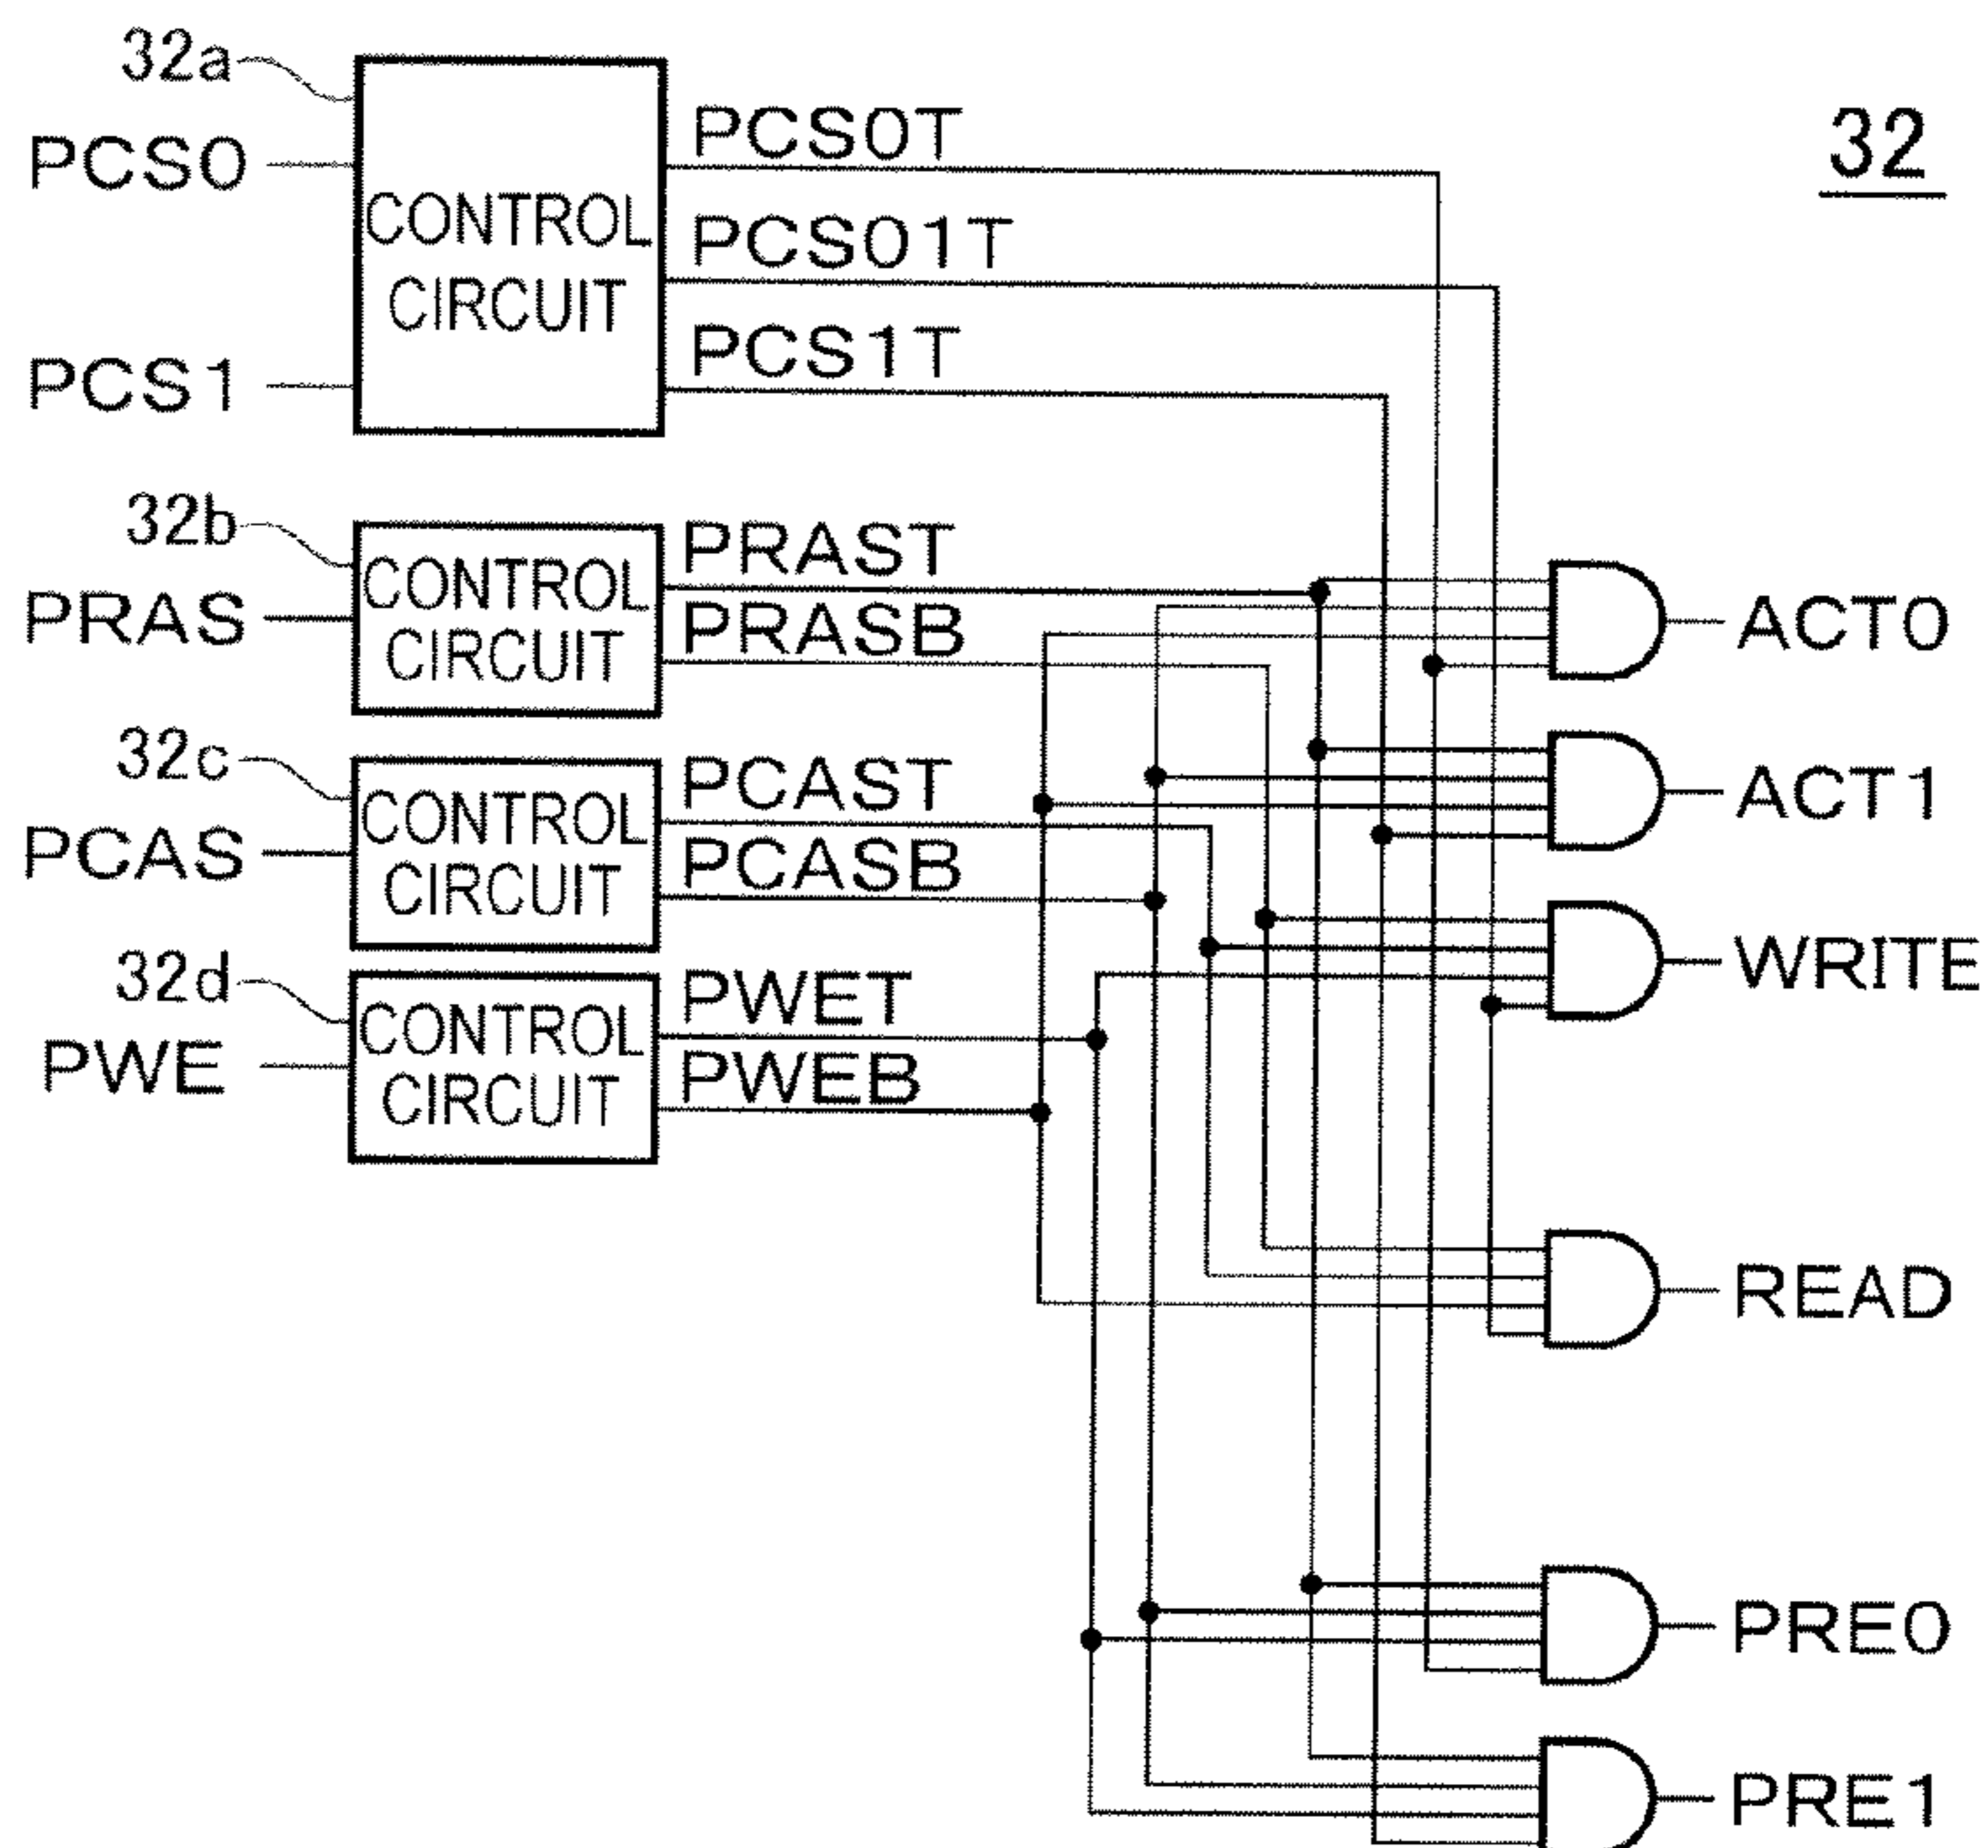 32
32a
PCS0
PCS1
CONTROL
CIRCUIT
PCS0T
PCS01T
PCS1T
32b
PRAS
CONTROL
CIRCUIT
PRAST
PRASB
32c
PCAS
CONTROL
CIRCUIT
PCAST
PCASB
32d
PWE
CONTROL
CIRCUIT
PWET
PWEB
ACT0
ACT1
WRITE
READ
PRE0
PRE1